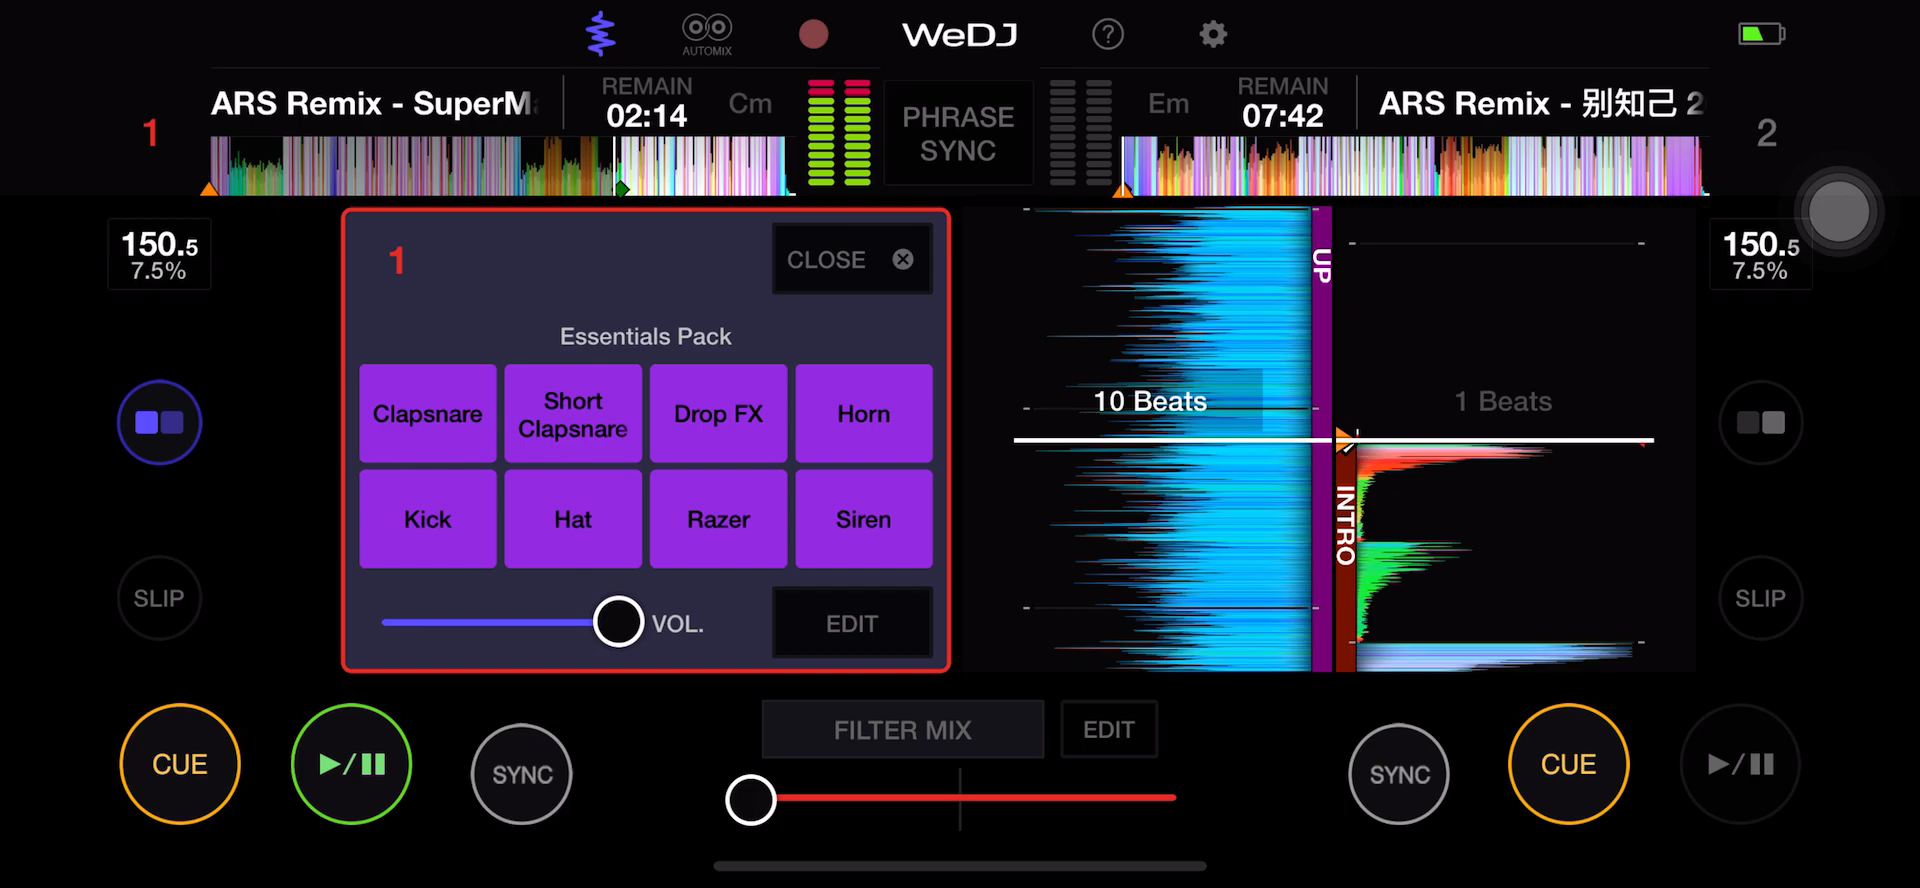 AUTOMIX
WeDJ
?
1
ARS Remix - SuperM
REMAIN
02:14
Cm
PHRASE
SYNC
Em
REMAIN
07:42
ARS Remix - 别知己 2
2
150.5
7.5%
1
CLOSE
Essentials Pack
Clapsnare
Short
Clapsnare
Drop FX
Horn
Kick
Hat
Razer
Siren
VOL.
EDIT
SLIP
UP
10 Beats
1 Beats
INTRO
150.5
7.5%
SLIP
CUE
SYNC
FILTER MIX
EDIT
SYNC
CUE